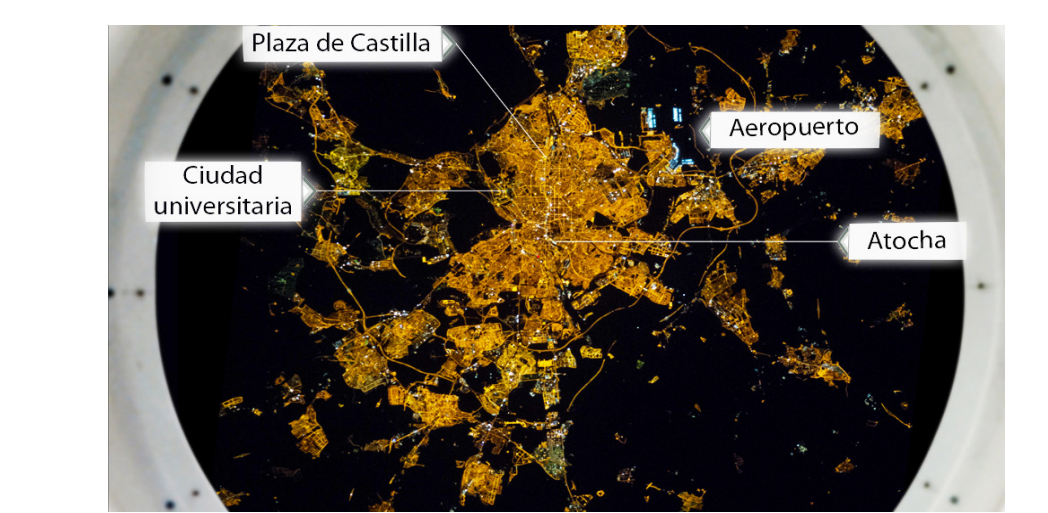 Plaza de Castilla
Aeropuerto
Ciudad
universitaria
Atocha